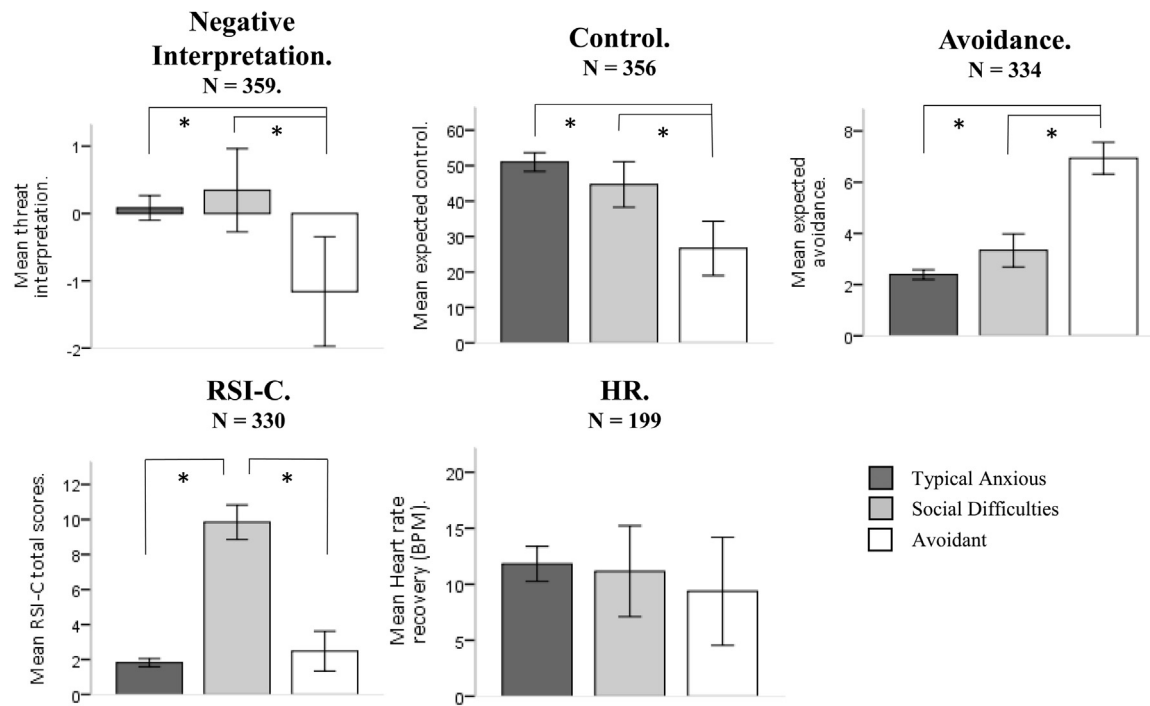 Negative
Interpretation.
N = 359.
*
*
Mean threat
interpretation.
1
0
-1
-2
Control.
N = 356
*
*
Mean expected control.
60
50
40
30
20
10
0
Avoidance.
N = 334
*
*
Mean expected
avoidance.
8
6
4
2
0
RSI-C.
N = 330
*
*
Mean RSI-C total scores.
12
10
8
6
4
2
0
HR.
N = 199
Mean Heart rate
recovery (BPM).
20
15
10
5
0
Typical Anxious
Social Difficulties
Avoidant